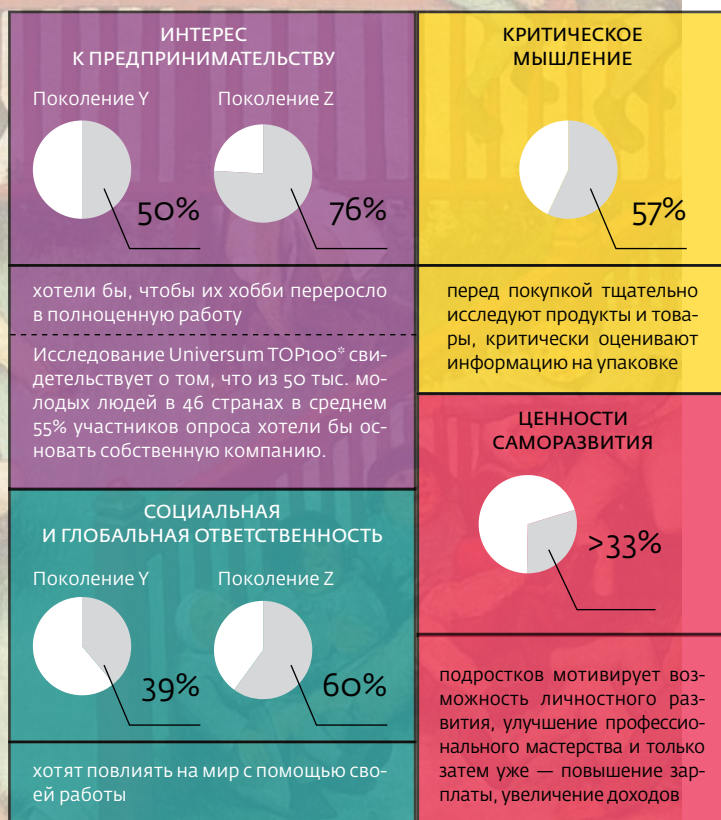 ИНТЕРЕС
К ПРЕДПРИНИМАТЕЛЬСТВУ
Поколение Y Поколение Z
50% 76%
хотели бы, чтобы их хобби переросло
в полноценную работу
Исследование Universum TOP100* сви-
детельствует о том, что из 50 тыс. мо-
лодых людей в 46 странах в среднем
55% участников опроса хотели бы ос-
новать собственную компанию.
СОЦИАЛЬНАЯ
И ГЛОБАЛЬНАЯ ОТВЕТСТВЕННОСТЬ
Поколение Y Поколение Z
39% 60%
хотят повлиять на мир с помощью сво-
ей работы
КРИТИЧЕСКОЕ
МЫШЛЕНИЕ
57%
перед покупкой тщательно
исследуют продукты и това-
ры, критически оценивают
информацию на упаковке
ЦЕННОСТИ
САМОРАЗВИТИЯ
>33%
подростков мотивирует воз-
можность личностного раз-
вития, улучшение профессио-
нального мастерства и только
затем уже — повышение зар-
платы, увеличение доходов